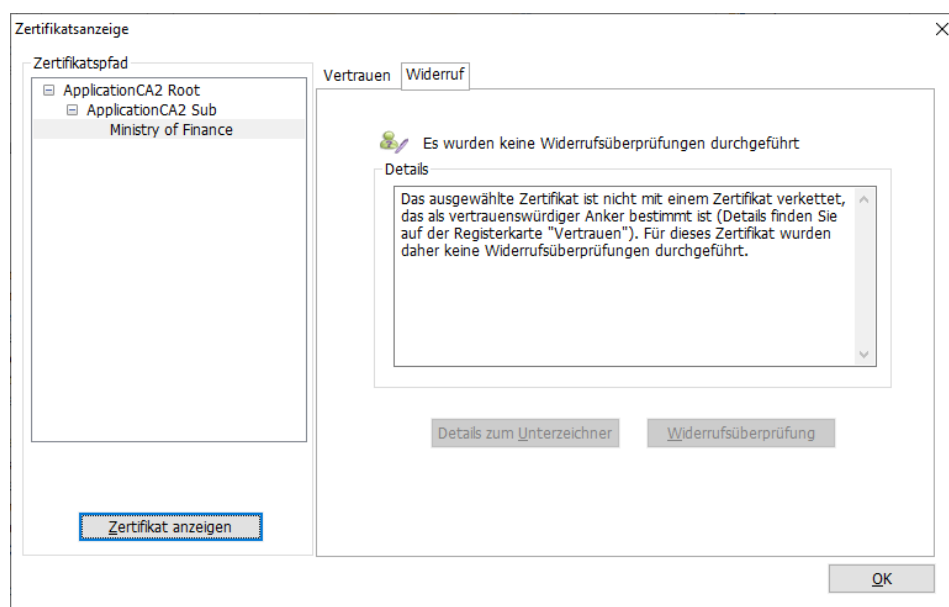 Zertifikatsanzeige
Zertifikatspfad
ApplicationCA2 Root
ApplicationCA2 Sub
Ministry of Finance
Zertifikat anzeigen
Vertrauen
Widerruf
Es wurden keine Widerrufsüberprüfungen durchgeführt
Details
Das ausgewählte Zertifikat ist nicht mit einem Zertifikat verkettet,
das als vertrauenswürdiger Anker bestimmt ist (Details finden Sie
auf der Registerkarte "Vertrauen"). Für dieses Zertifikat wurden
daher keine Widerrufsüberprüfungen durchgeführt.
Details zum Unterzeichner
Widerrufsüberprüfung
OK